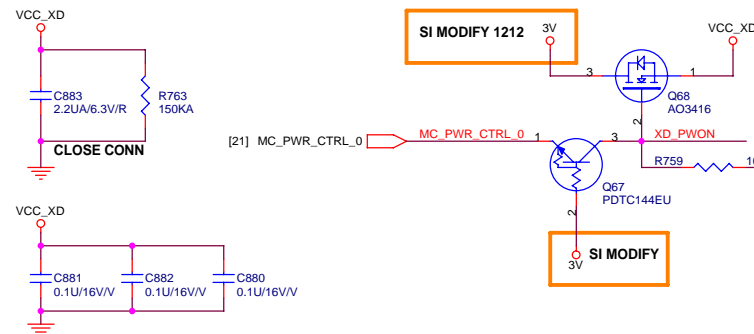 VCC_XD
C883
2.2UA/6.3V/R
R763
150KA
CLOSE CONN
SI MODIFY 1212
3V
VCC_XD
3
1
Q68
AO3416
2
[21] MC_PWR_CTRL_0
MC_PWR_CTRL_0
1
3
XD_PWON
R759
Q67
PDTC144EU
2
3V
SI MODIFY
VCC_XD
C881
0.1U/16V/V
C882
0.1U/16V/V
C880
0.1U/16V/V